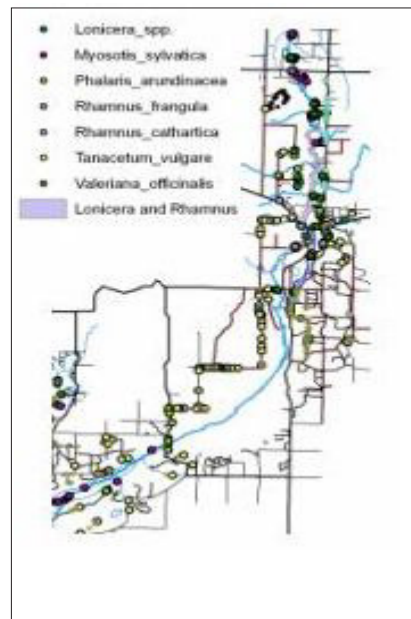 Lonicera_spp.
Myosotis_sylvatica
Phalaris_arundinacea
Rhamnus_frangula
Rhamnus_cathartica
Tanacetum_vulgare
Valeriana_officinalis
Lonicera and Rhamnus